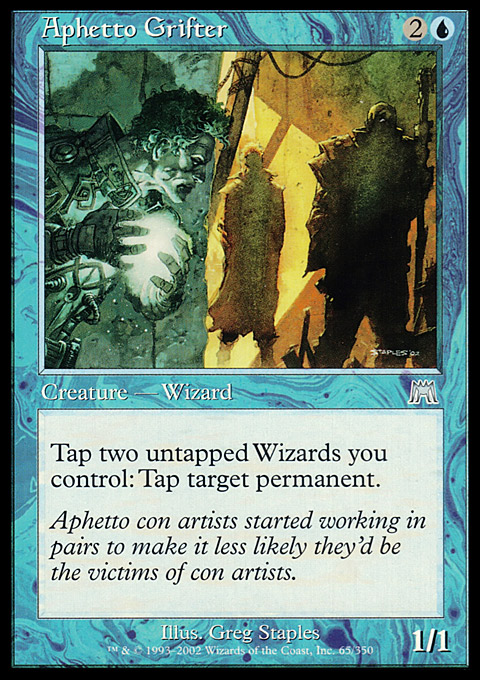 Aphetto Grifter 2
STAPLES '02
Creature — Wizard
Tap two untapped Wizards you
control: Tap target permanent.
Aphetto con artists started working in
pairs to make it less likely they'd be
the victims of con artists.
Illus. Greg Staples
1/1
™ & © 1993–2002 Wizards of the Coast, Inc. 65/350